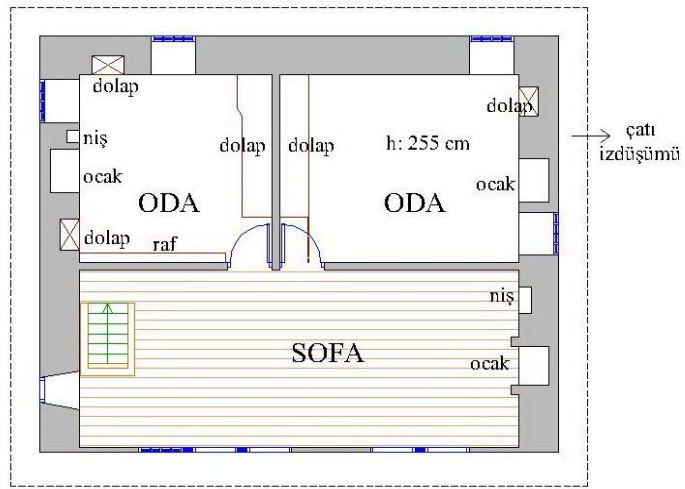 dolap
dolap
niş
dolap
dolap
h: 255 cm
çatı
izdüşümü
ocak
ocak
ODA
ODA
dolap
raf
niş
SOFA
ocak